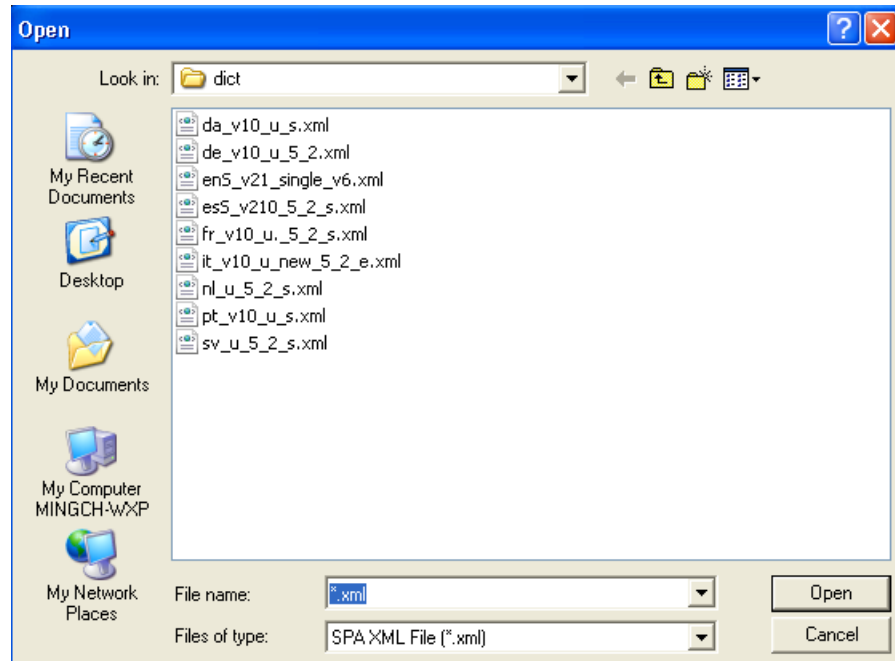 Open
Look in:
dict
My Recent
Documents
Desktop
My Documents
My Computer
MINGCH-WXP
My Network
Places
da_v10_u_s.xml
de_v10_u_5_2.xml
enS_v21_single_v6.xml
esS_v210_5_2_s.xml
fr_v10_u._5_2_s.xml
it_v10_u_new_5_2_e.xml
nl_u_5_2_s.xml
pt_v10_u_s.xml
sv_u_5_2_s.xml
File name:
*.xml
Open
Files of type:
SPA XML File (*.xml)
Cancel